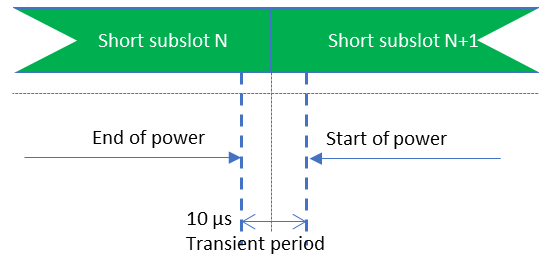 Short subslot N
Short subslot N+1
End of power
Start of power
10 µs
Transient period